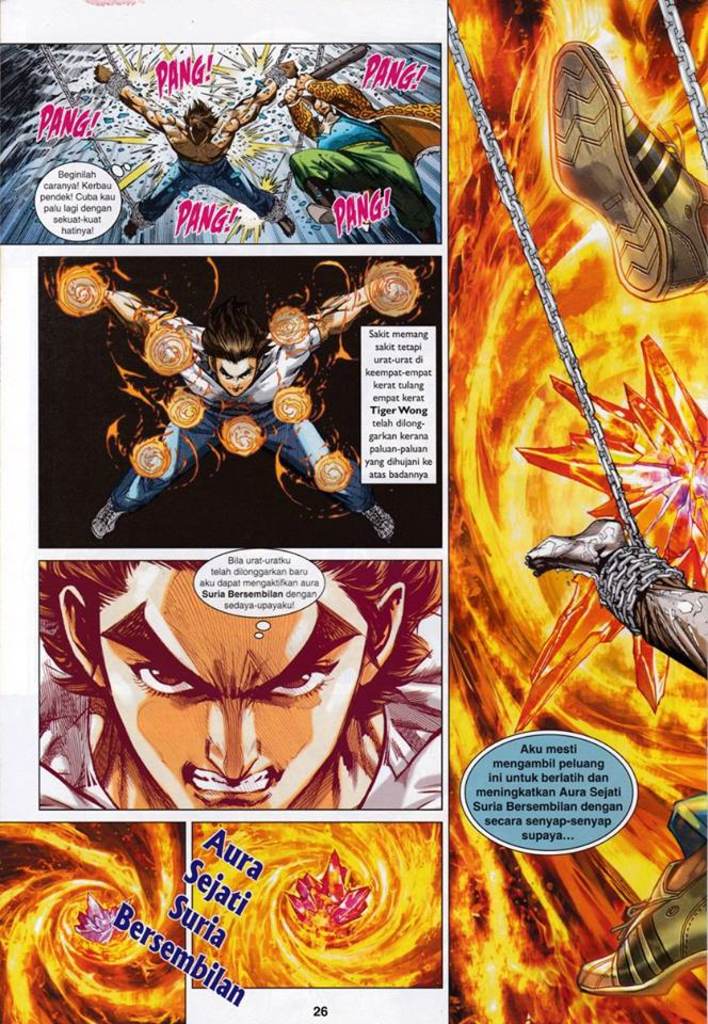 PANG!
PANG!
PANG!
PANG!
PANG!
Beginilah
caranya! Kerbau
pendek! Cuba kau
palu lagi dengan
sekuat-kuat
hatinya!
Sakit memang
sakit tetapi
urat-urat di
keempat-empat
kerat tulang
empat kerat
Tiger Wong
telah dilong-
garkan kerana
paluan-paluan
yang dihujani ke
atas badannya
Bila urat-uratku
telah dilonggarkan baru
aku dapat mengaktifkan aura
Suria Bersembilan dengan
sedaya-upayaku!
Aura
Sejati
Suria
Bersembilan
Aku mesti
mengambil peluang
ini untuk berlatih dan
meningkatkan Aura Sejati
Suria Bersembilan dengan
secara senyap-senyap
supaya...
26